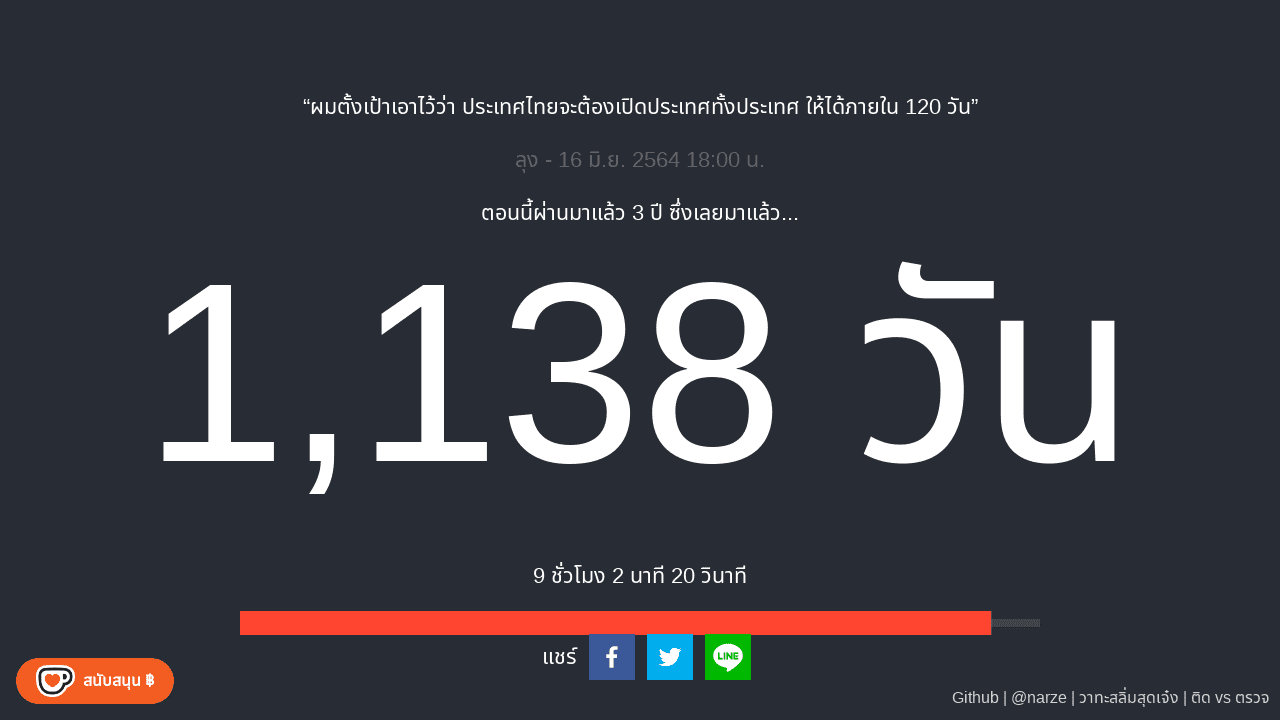 “ผมตั้งเป้าเอาไว้ว่า ประเทศไทยจะต้องเปิดประเทศทั้งประเทศ ให้ได้ภายใน 120 วัน”
ลุง - 16 มิ.ย. 2564 18:00 น.
ตอนนี้ผ่านมาแล้ว 3 ปี ซึ่งเลยมาแล้ว...
1,138 วัน
9 ชั่วโมง 2 นาที 20 วินาที
แชร์
LINE
สนับสนุน ฿
Github | @narze | วาทะสลิ่มสุดเจ๋ง | ติด vs ตรวจ